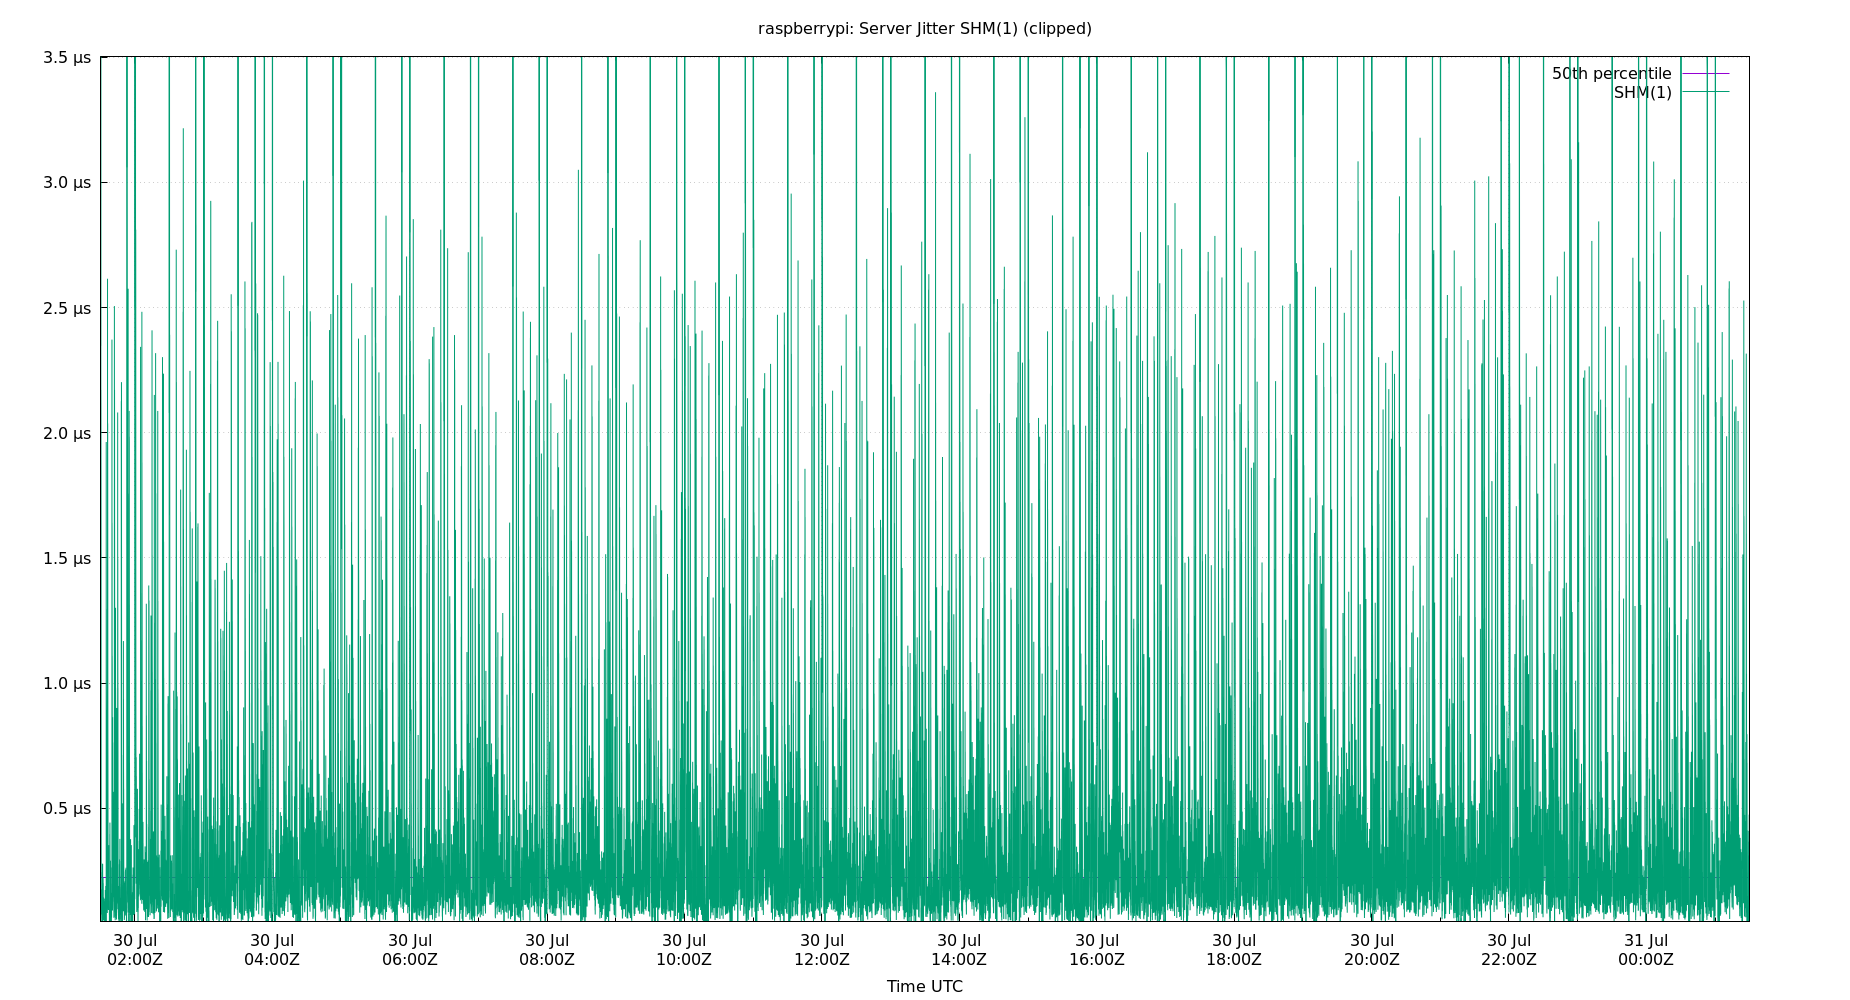 raspberrypi: Server Jitter SHM(1) (clipped)
3.5 μs
50th percentile
SHM(1)
3.0 μs
2.5 μs
2.0 μs
1.5 μs
1.0 μs
0.5 μs
30 Jul 30 Jul 30 Jul 30 Jul 30 Jul 30 Jul 30 Jul 30 Jul 30 Jul 30 Jul 30 Jul 31 Jul
02:00Z 04:00Z 06:00Z 08:00Z 10:00Z 12:00Z 14:00Z 16:00Z 18:00Z 20:00Z 22:00Z 00:00Z
Time UTC